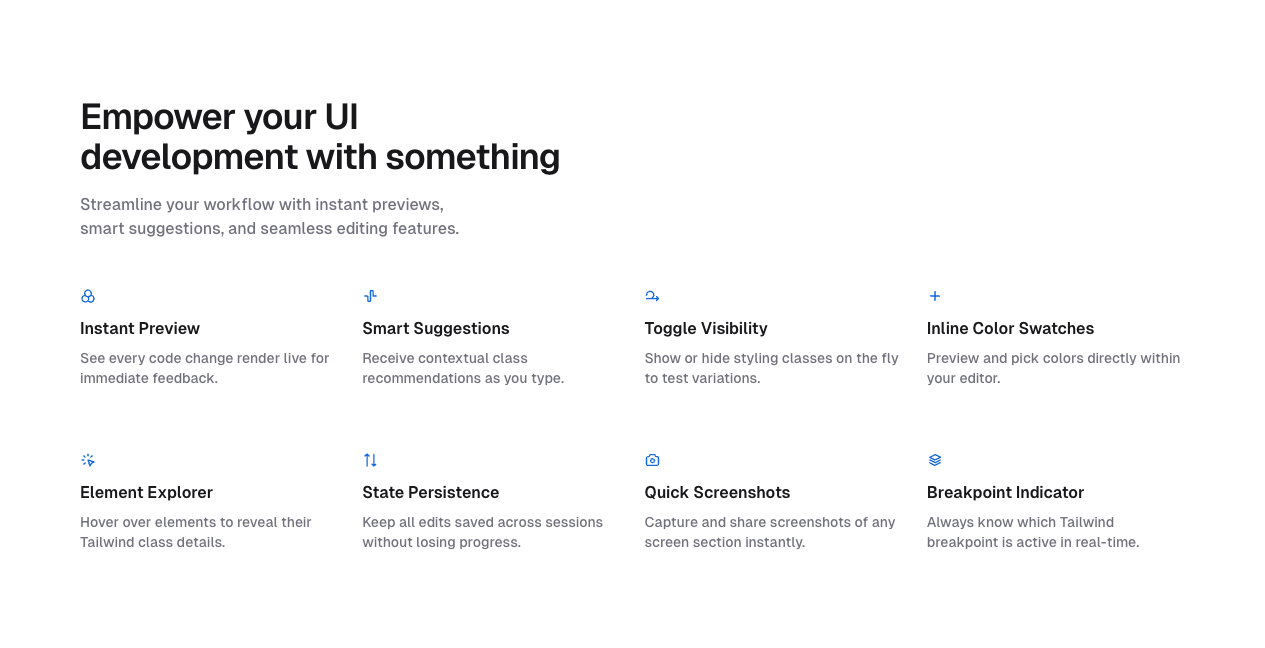 Empower your UI
development with something
Streamline your workflow with instant previews,
smart suggestions, and seamless editing features.
Instant Preview
See every code change render live for
immediate feedback.
Smart Suggestions
Receive contextual class
recommendations as you type.
Toggle Visibility
Show or hide styling classes on the fly
to test variations.
Inline Color Swatches
Preview and pick colors directly within
your editor.
Element Explorer
Hover over elements to reveal their
Tailwind class details.
State Persistence
Keep all edits saved across sessions
without losing progress.
Quick Screenshots
Capture and share screenshots of any
screen section instantly.
Breakpoint Indicator
Always know which Tailwind
breakpoint is active in real-time.